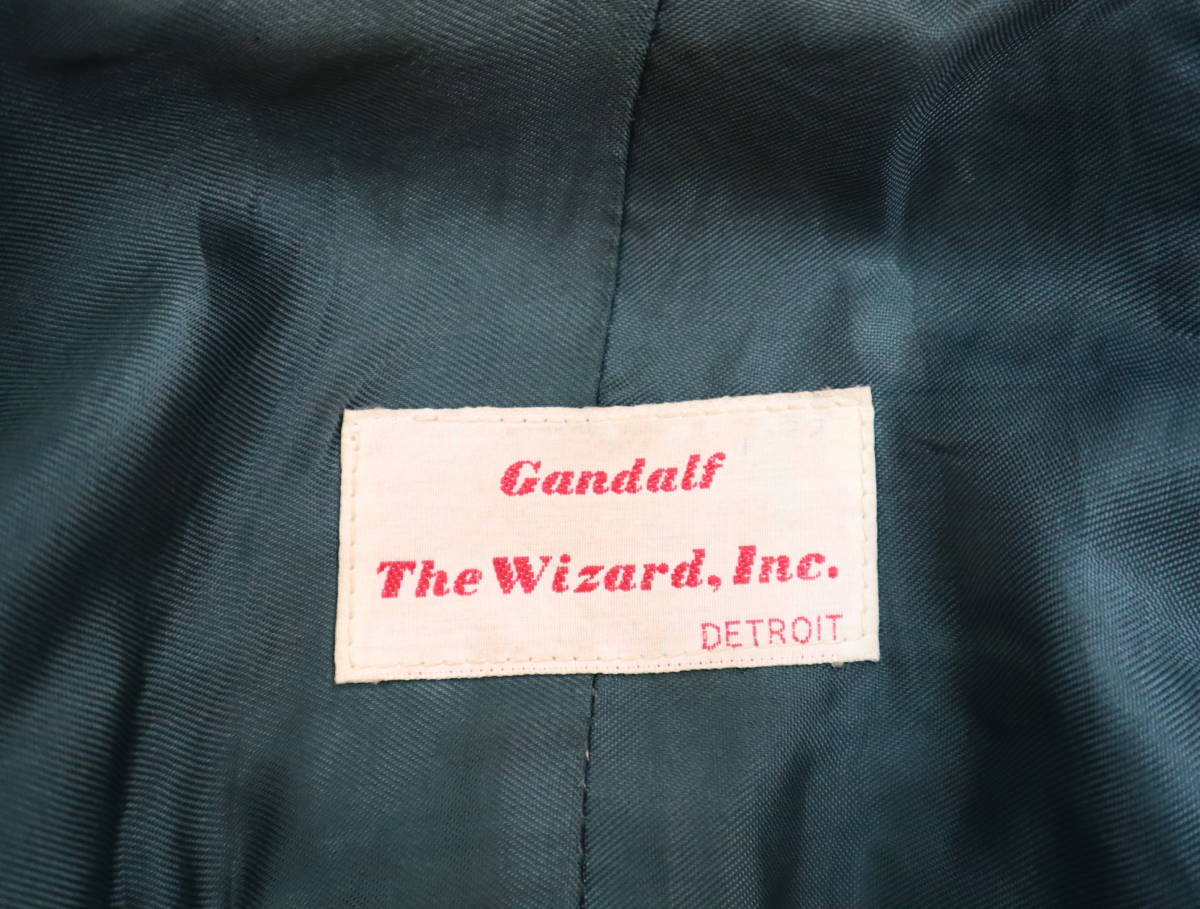 Gandalf
The Wizard, Inc.
DETROIT